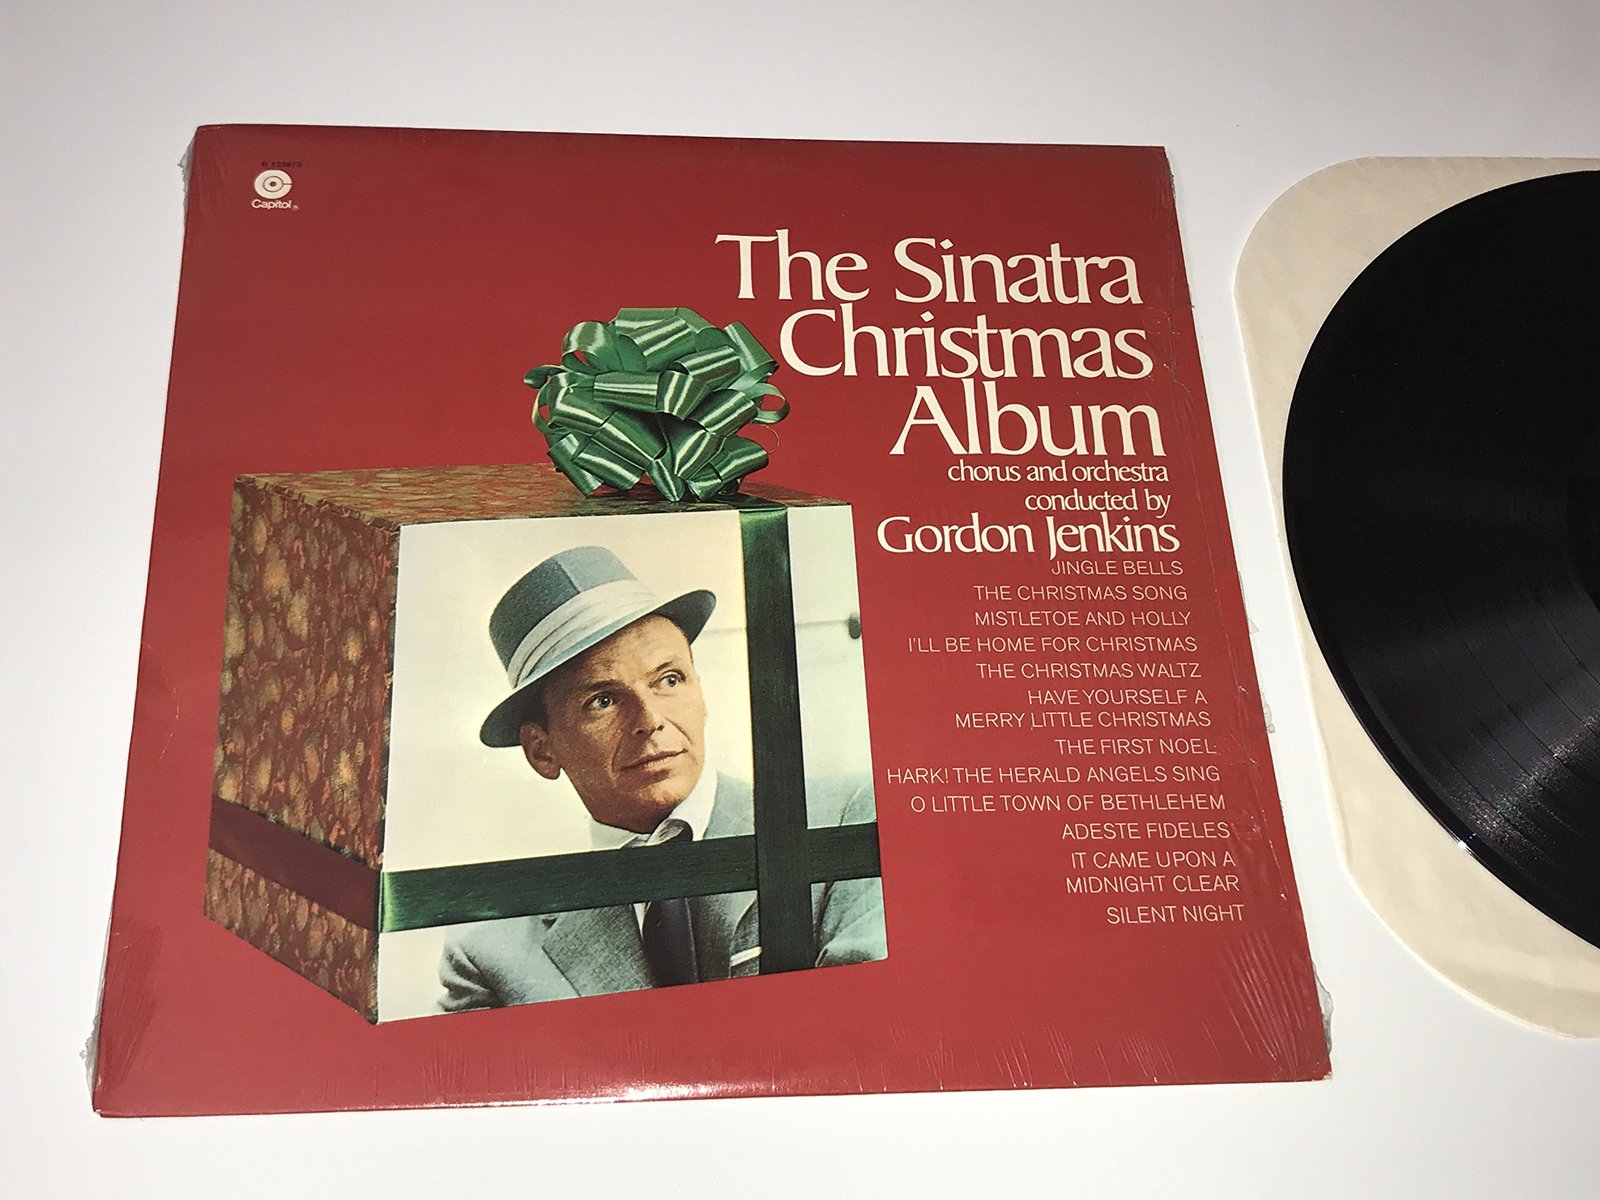 R 133873
Capitol
The Sinatra
Christmas
Album
chorus and orchestra
conducted by
Gordon Jenkins
JINGLE BELLS
THE CHRISTMAS SONG
MISTLETOE AND HOLLY
I'LL BE HOME FOR CHRISTMAS
THE CHRISTMAS WALTZ
HAVE YOURSELF A
MERRY LITTLE CHRISTMAS
THE FIRST NOEL
HARK! THE HERALD ANGELS SING
O LITTLE TOWN OF BETHLEHEM
ADESTE FIDELES
IT CAME UPON A
MIDNIGHT CLEAR
SILENT NIGHT